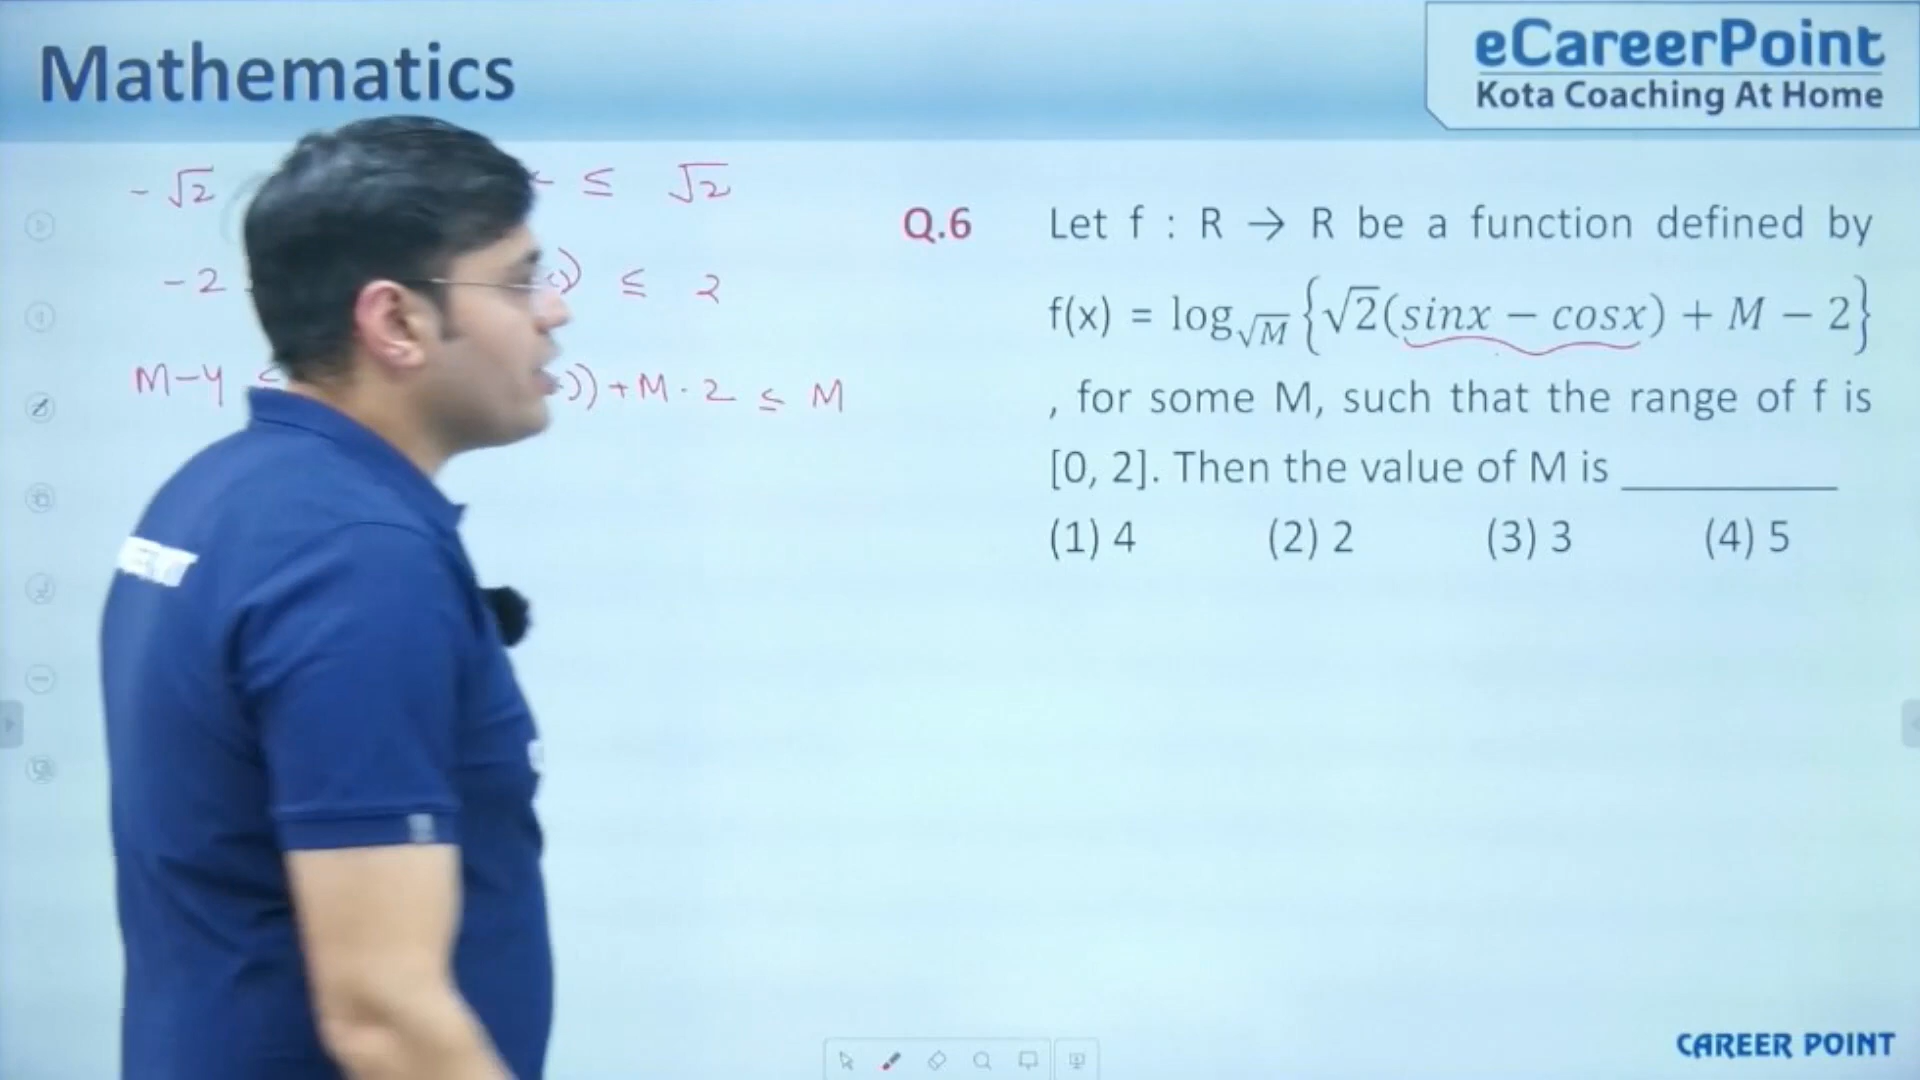 Mathematics
eCareerPoint
Kota Coaching At Home
- √2 ≤ √2
-2 ) ≤ 2
M-4 )) + M - 2 ≤ M
Q.6 Let f : R → R be a function defined by
f(x) = log√M {√2(sinx − cosx) + M − 2}
, for some M, such that the range of f is
[0, 2]. Then the value of M is ________
(1) 4 (2) 2 (3) 3 (4) 5
CAREER POINT